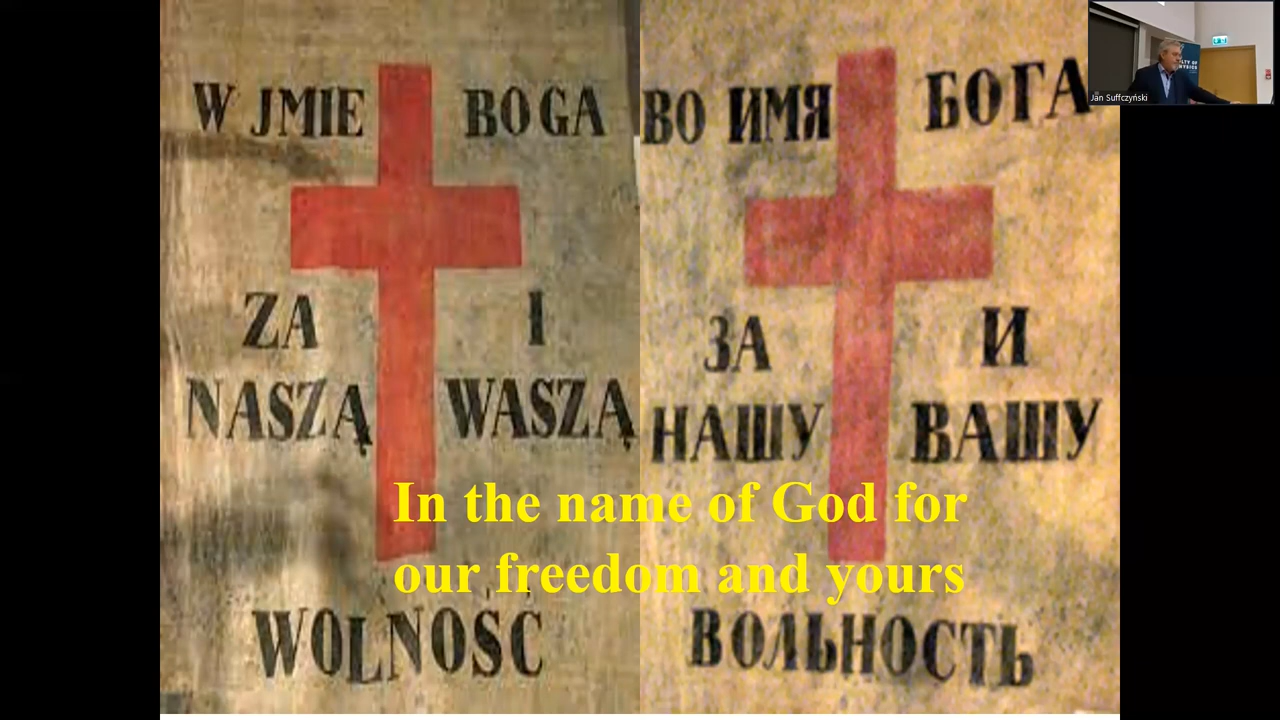 W JMIE BOGA
ZA I
NASZĄ WASZĄ
WOLNOŚĆ
ВО ИМЯ БОГА
ЗА И
НАШУ ВАШУ
ВОЛЬНОСТЬ
In the name of God for
our freedom and yours
Jan Suffczyński